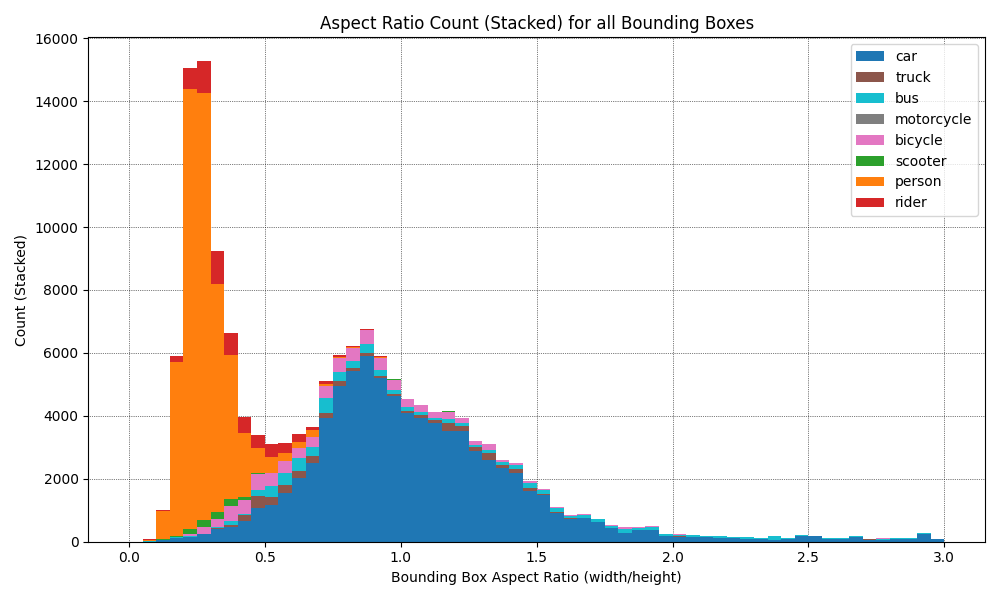 Aspect Ratio Count (Stacked) for all Bounding Boxes
16000
14000
12000
10000
8000
6000
4000
2000
0
Count (Stacked)
car
truck
bus
motorcycle
bicycle
scooter
person
rider
0.0 0.5 1.0 1.5 2.0 2.5 3.0
Bounding Box Aspect Ratio (width/height)